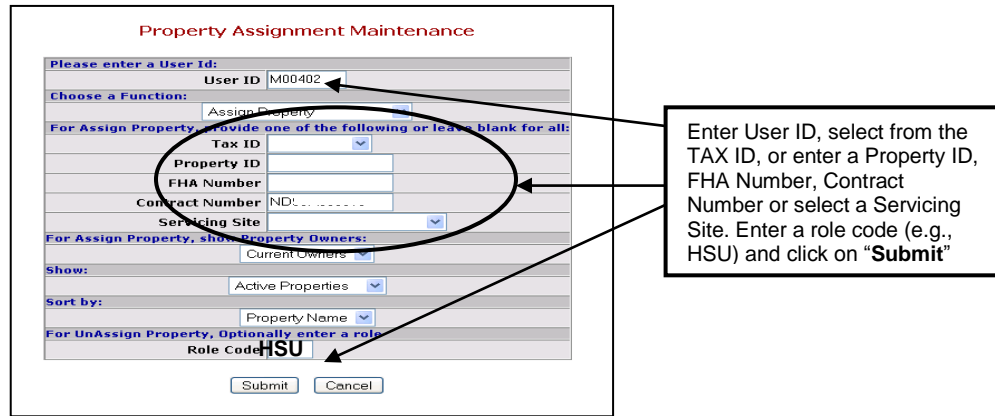 Property Assignment Maintenance
Please enter a User Id:
User ID M00402
Choose a Function:
Assign Property
For Assign Property, provide one of the following or leave blank for all:
Tax ID
Property ID
FHA Number
Contract Number
Servicing Site
For Assign Property, show Property Owners:
Current Owners
Show:
Active Properties
Sort by:
Property Name
For UnAssign Property, Optionally enter a role
Role Code HSU
Submit Cancel
Enter User ID, select from the
TAX ID, or enter a Property ID,
FHA Number, Contract
Number or select a Servicing
Site. Enter a role code (e.g.,
HSU) and click on “Submit”